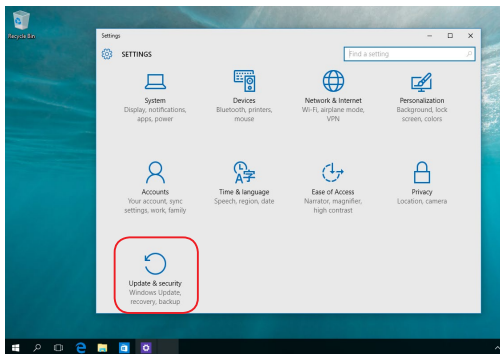 Recycle Bin
Settings
SETTINGS
Find a setting
System
Display, notifications,
apps, power
Devices
Bluetooth, printers,
mouse
Network & Internet
Wi-Fi, airplane mode,
VPN
Personalization
Background, lock
screen, colors
Accounts
Your account, sync
settings, work, family
Time & language
Speech, region, date
Ease of Access
Narrator, magnifier,
high contrast
Privacy
Location, camera
Update & security
Windows Update,
recovery, backup